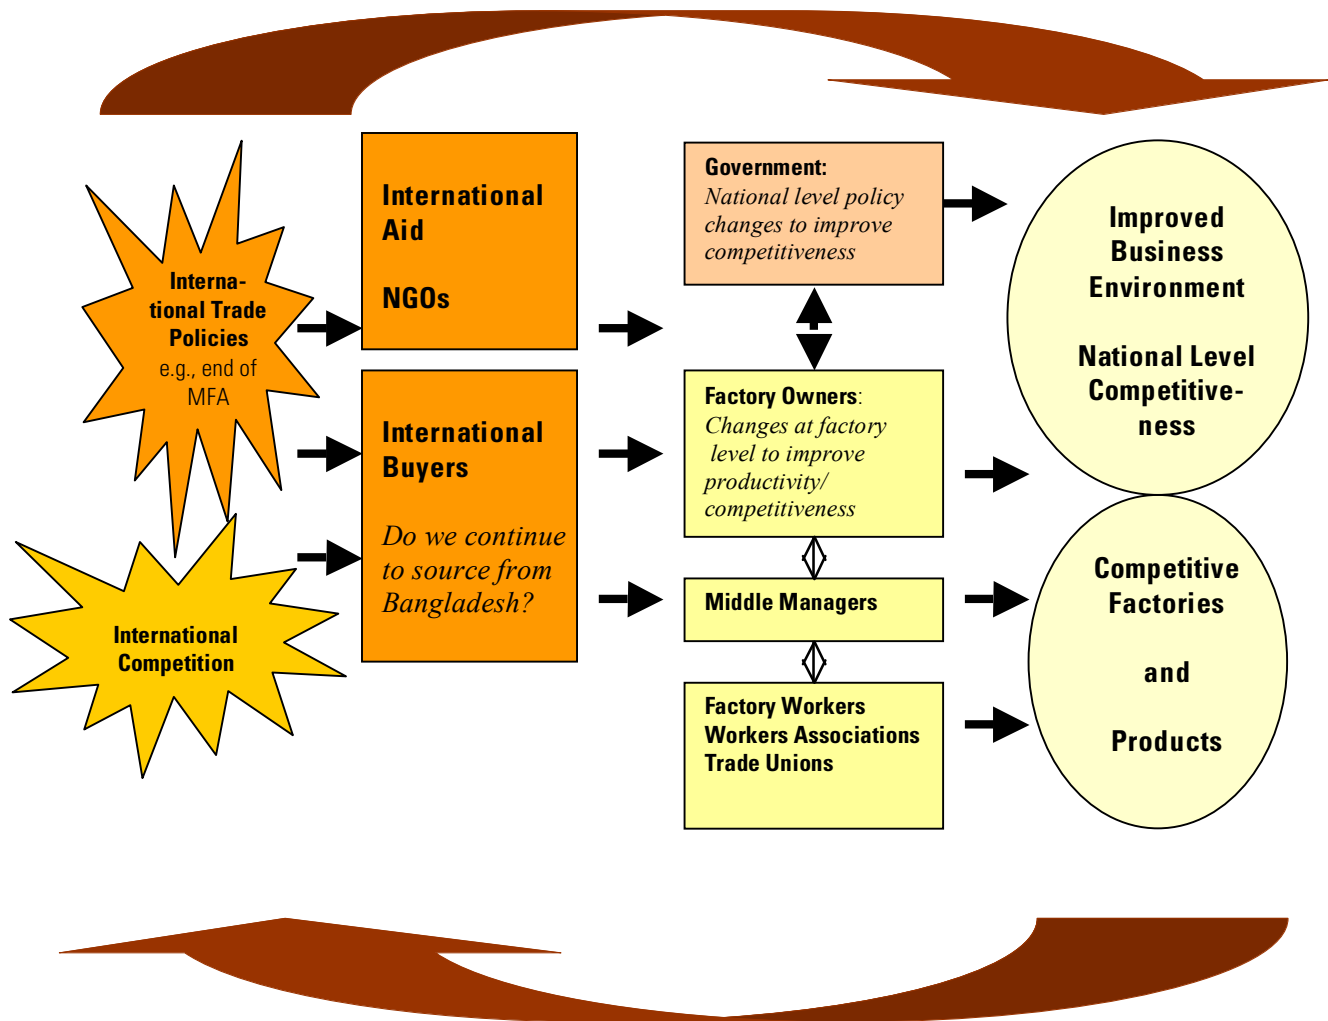 Interna-
tional Trade
Policies
e.g., end of
MFA
International
Competition
International
Aid
NGOs
International
Buyers
Do we continue
to source from
Bangladesh?
Government:
National level policy
changes to improve
competitiveness
Factory Owners:
Changes at factory
level to improve
productivity/
competitiveness
Middle Managers
Factory Workers
Workers Associations
Trade Unions
Improved
Business
Environment
National Level
Competitive-
ness
Competitive
Factories
and
Products